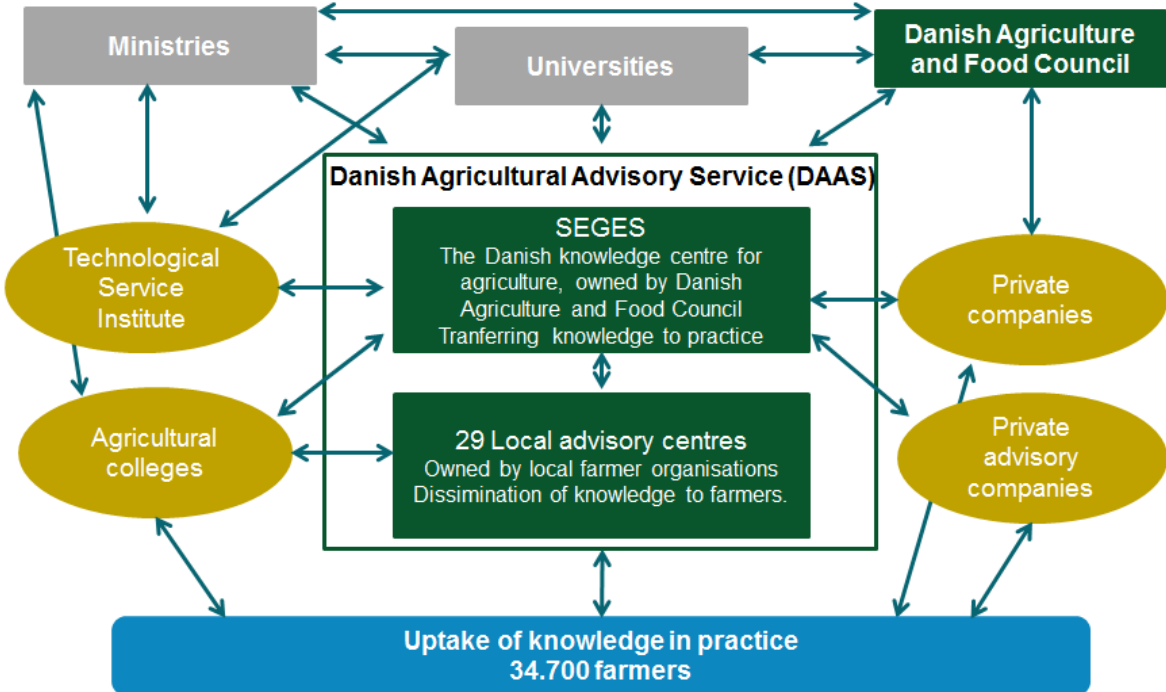 Ministries
Universities
Danish Agriculture
and Food Council
Danish Agricultural Advisory Service (DAAS)
SEGES
The Danish knowledge centre for
agriculture, owned by Danish
Agriculture and Food Council
Tranferring knowledge to practice
Technological
Service
Institute
Private
companies
Agricultural
colleges
29 Local advisory centres
Owned by local farmer organisations
Dissimination of knowledge to farmers.
Private
advisory
companies
Uptake of knowledge in practice
34.700 farmers